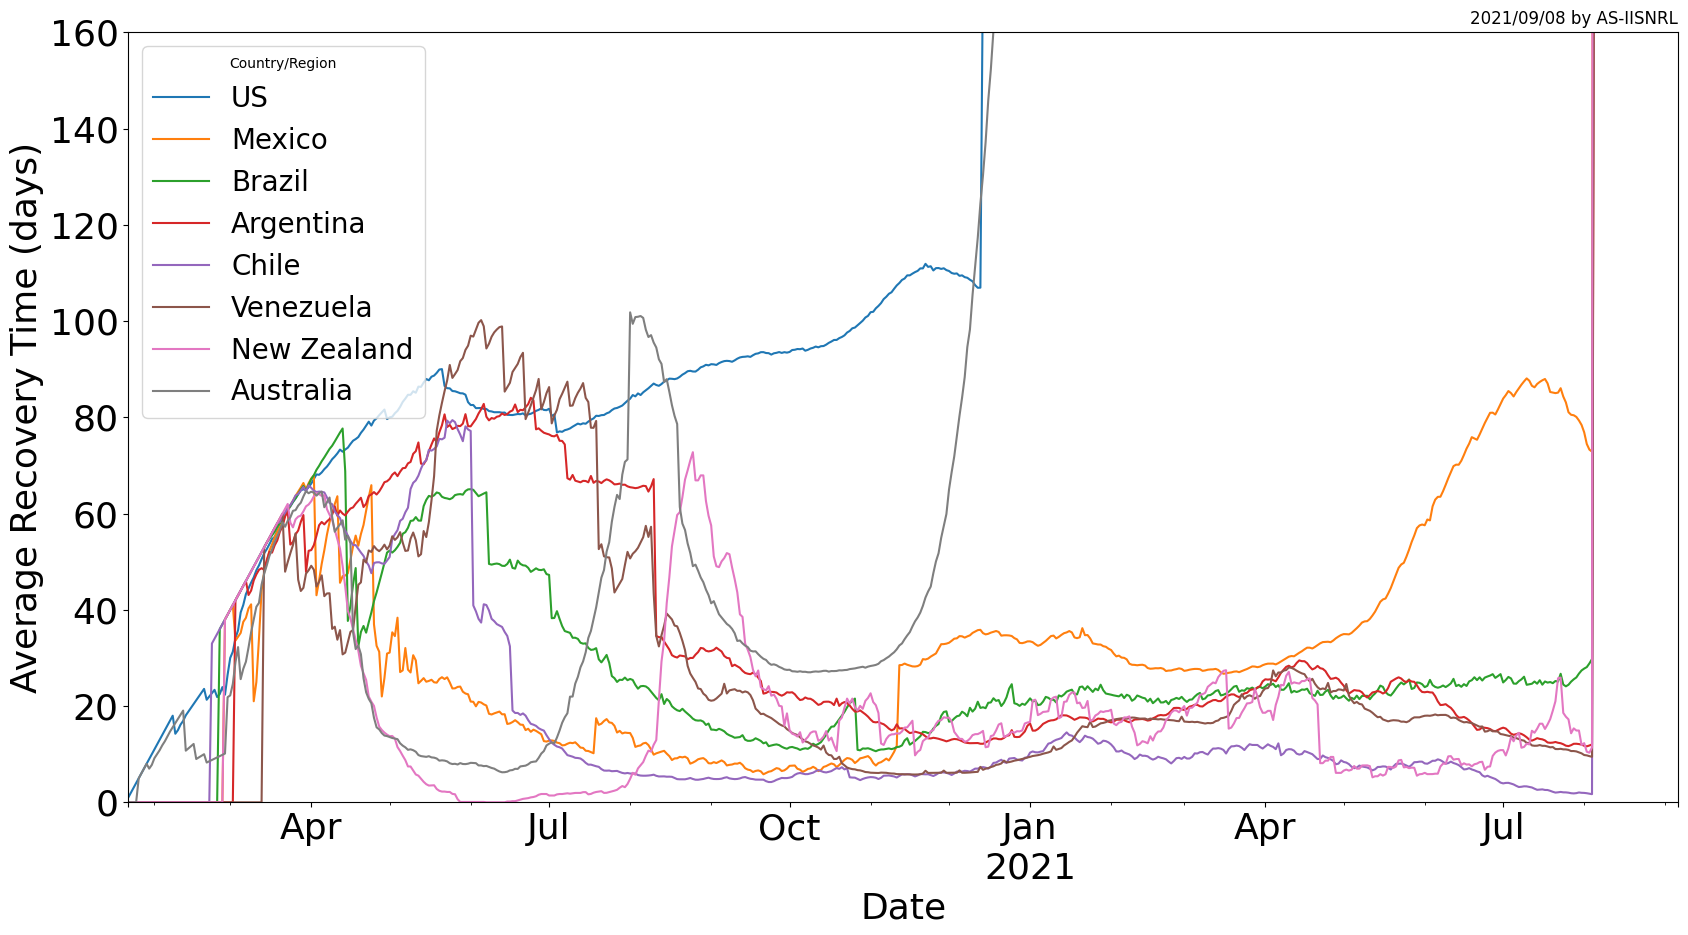 2021/09/08 by AS-IISNRL
160
140
120
100
80
60
40
20
0
Average Recovery Time (days)
Country/Region
US
Mexico
Brazil
Argentina
Chile
Venezuela
New Zealand
Australia
Apr
Jul
Oct
Jan
2021
Apr
Jul
Date